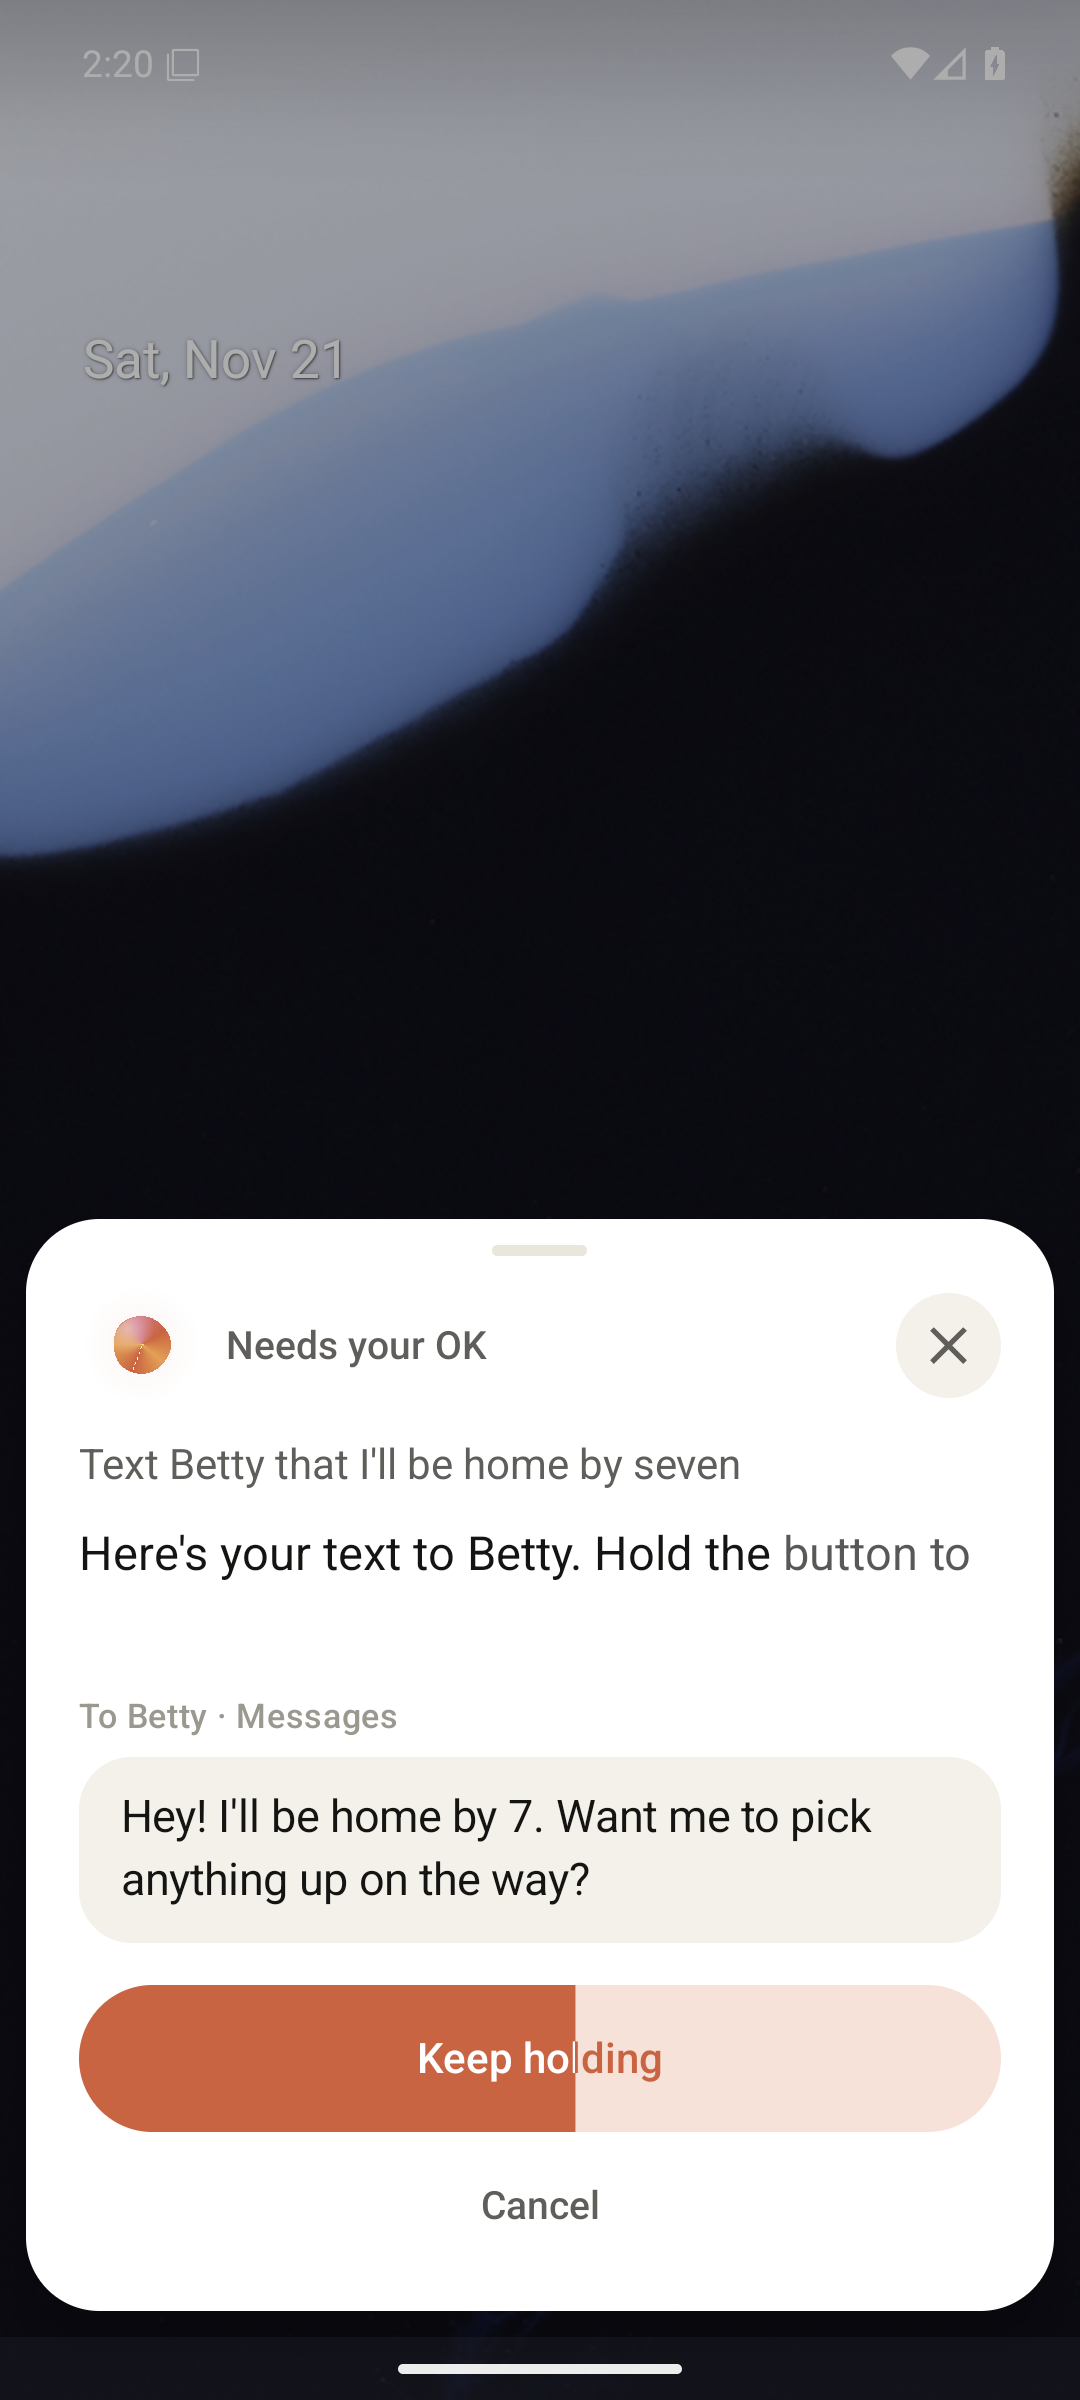 2:20
Sat, Nov 21
Needs your OK
Text Betty that I'll be home by seven
Here's your text to Betty. Hold the button to
To Betty · Messages
Hey! I'll be home by 7. Want me to pick
anything up on the way?
Keep holding
Cancel